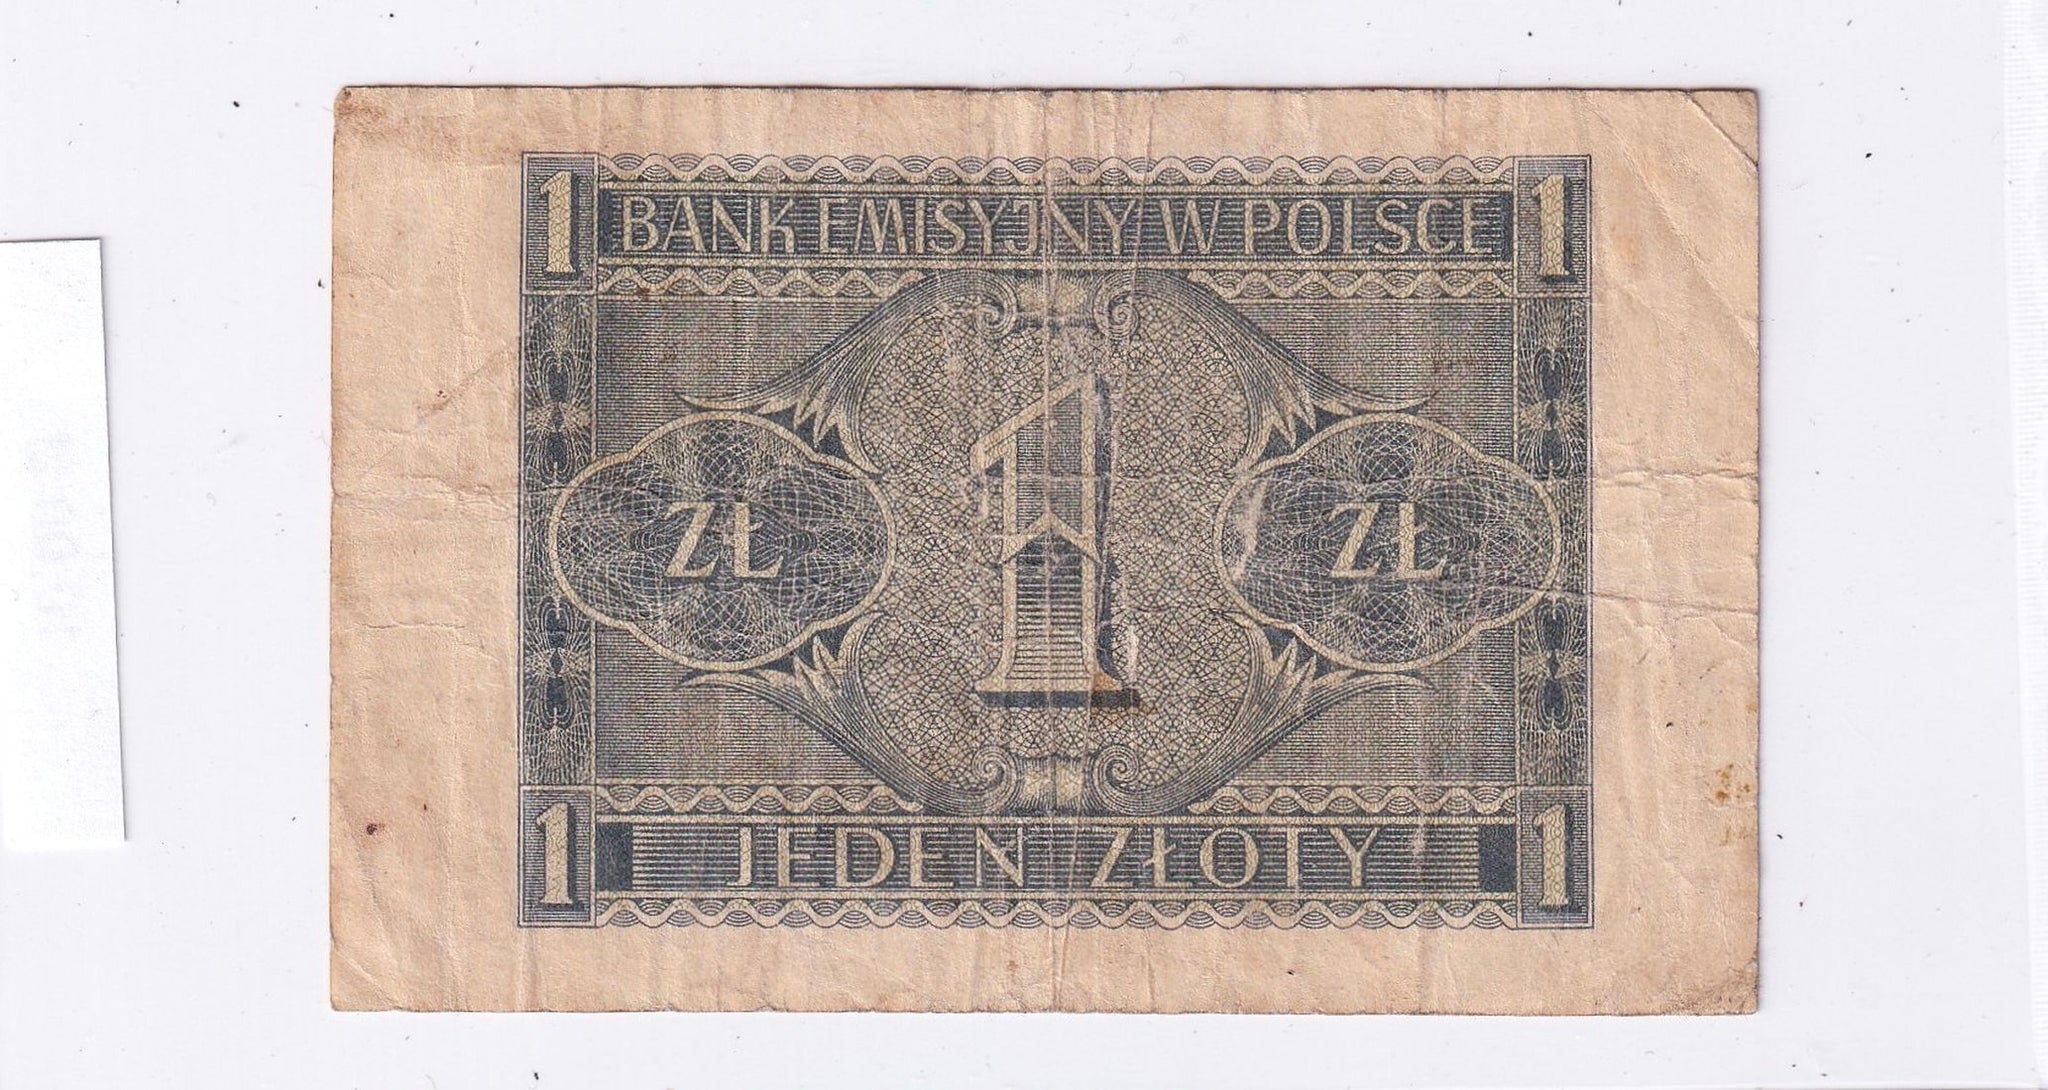 1 BANK EMISYJNY W POLSCE 1
ZŁ 1 ZŁ
1 JEDEN ZŁOTY 1